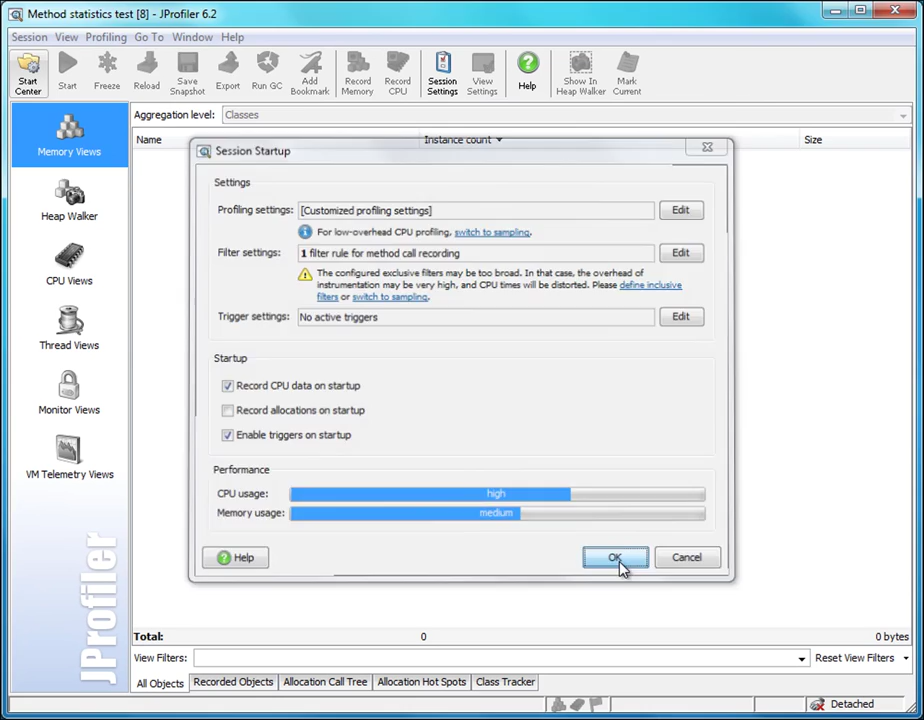 Method statistics test [8] - JProfiler 6.2
Session View Profiling Go To Window Help
Start Center
Start
Freeze
Reload
Save Snapshot
Export
Run GC
Add Bookmark
Record Memory
Record CPU
Session Settings
View Settings
Help
Show In Heap Walker
Mark Current
Memory Views
Heap Walker
CPU Views
Thread Views
Monitor Views
VM Telemetry Views
JProfiler
Aggregation level: Classes
Name Instance count Size
Session Startup
Settings
Profiling settings: [Customized profiling settings] Edit
For low-overhead CPU profiling, switch to sampling.
Filter settings: 1 filter rule for method call recording Edit
The configured exclusive filters may be too broad. In that case, the overhead of
instrumentation may be very high, and CPU times will be distorted. Please define inclusive
filters or switch to sampling.
Trigger settings: No active triggers Edit
Startup
Record CPU data on startup
Record allocations on startup
Enable triggers on startup
Performance
CPU usage: high
Memory usage: medium
Help OK Cancel
Total: 0 0 bytes
View Filters: Reset View Filters
All Objects Recorded Objects Allocation Call Tree Allocation Hot Spots Class Tracker
Detached